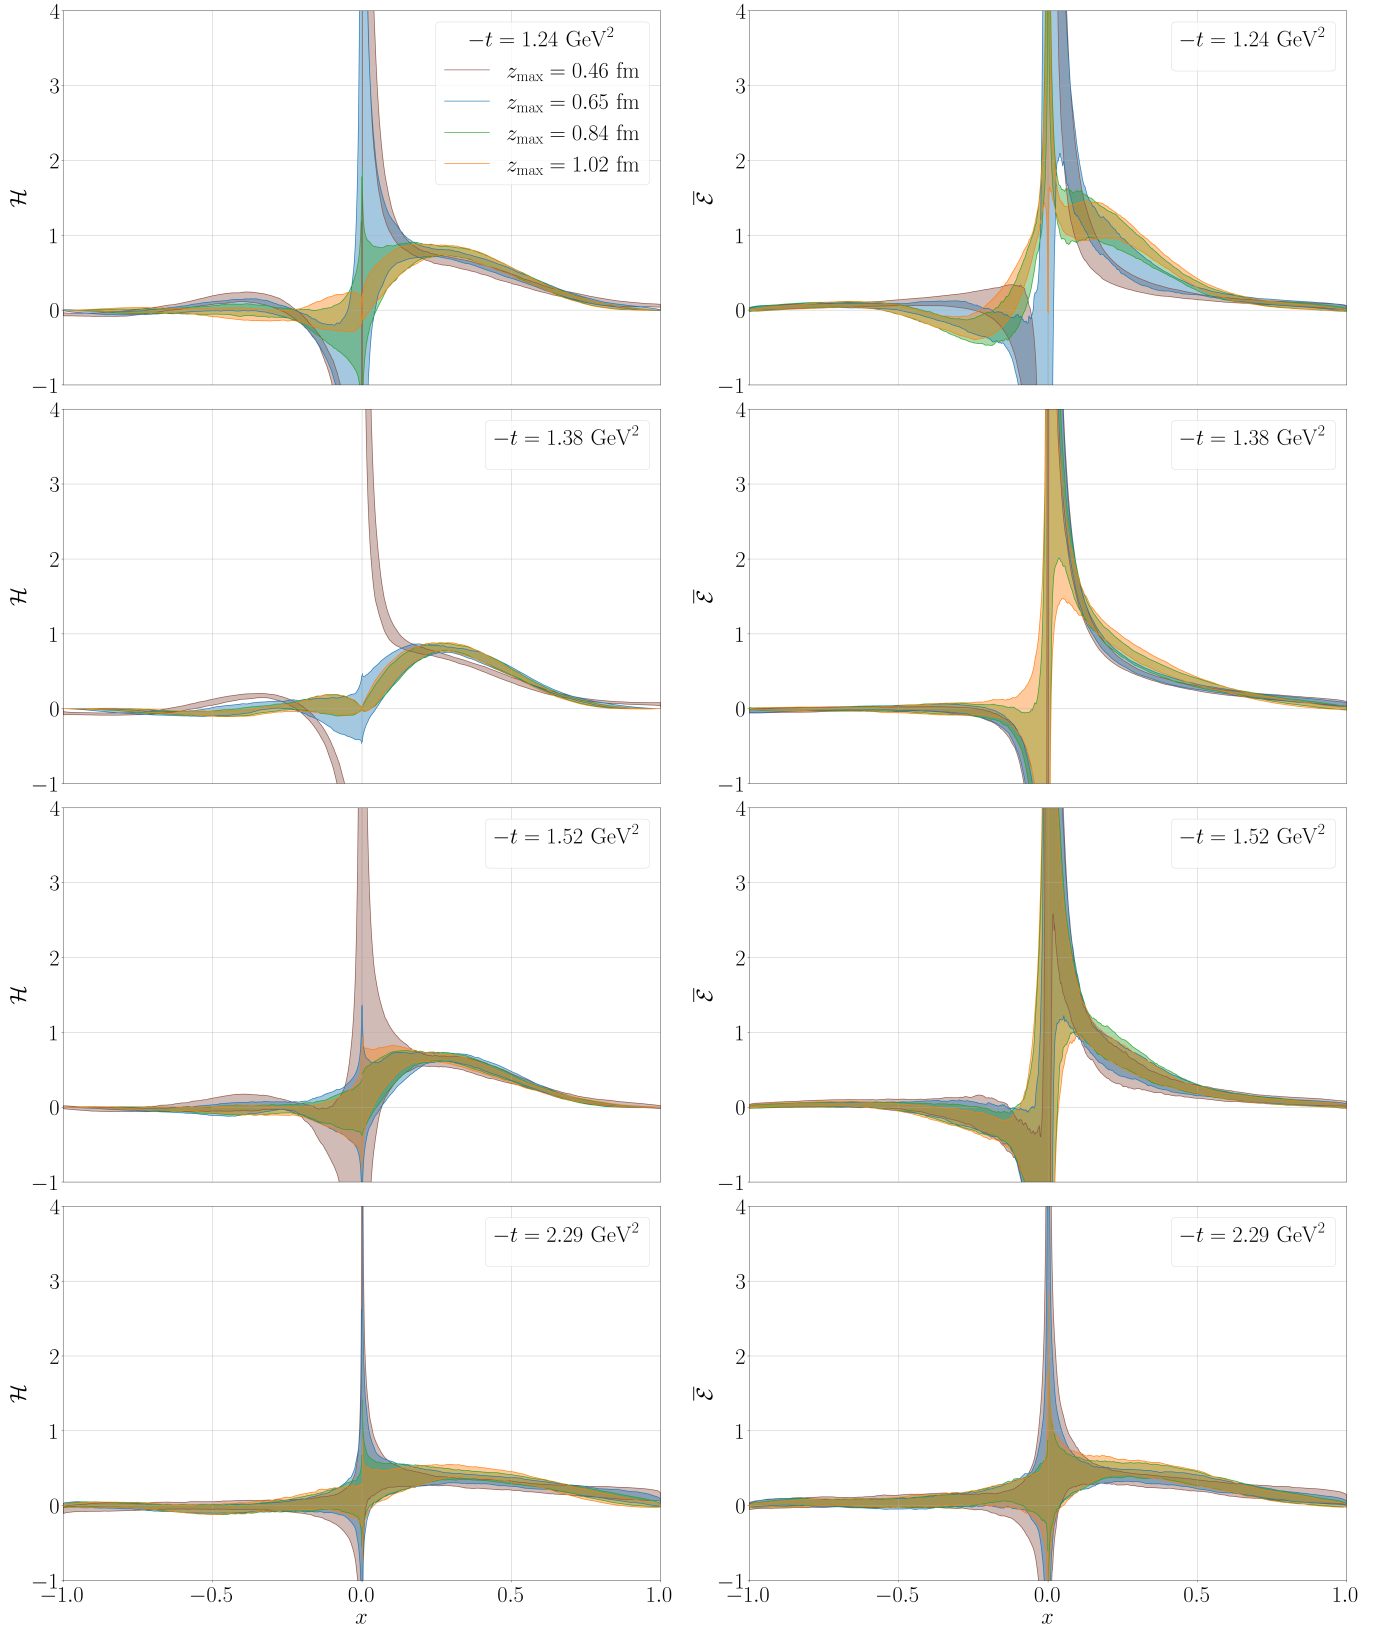 −t = 1.24 GeV²
z_max = 0.46 fm
z_max = 0.65 fm
z_max = 0.84 fm
z_max = 1.02 fm
4
3
2
1
0
−1
ℋ
−t = 1.24 GeV²
4
3
2
1
0
−1
ℰ̅
−t = 1.38 GeV²
4
3
2
1
0
−1
ℋ
−t = 1.38 GeV²
4
3
2
1
0
−1
ℰ̅
−t = 1.52 GeV²
4
3
2
1
0
−1
ℋ
−t = 1.52 GeV²
4
3
2
1
0
−1
ℰ̅
−t = 2.29 GeV²
4
3
2
1
0
−1
ℋ
−1.0 −0.5 0.0 0.5 1.0
x
−t = 2.29 GeV²
4
3
2
1
0
−1
ℰ̅
−1.0 −0.5 0.0 0.5 1.0
x